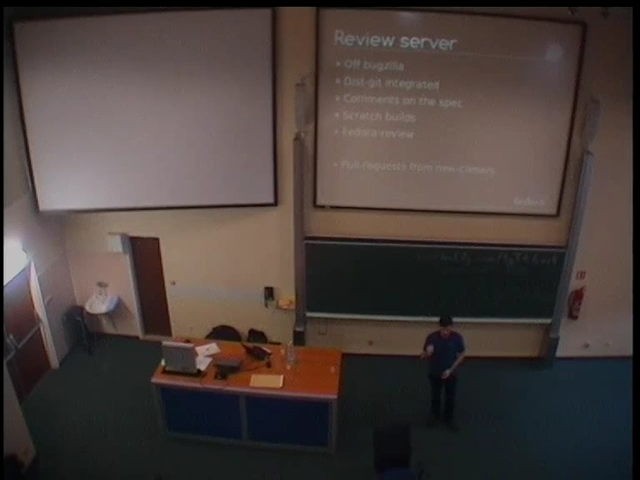 Review server
• Off bugzilla
• Dist-git integrated
• Comments on the spec
• Scratch builds
• Fedora-review
• Pull-requests from new comers